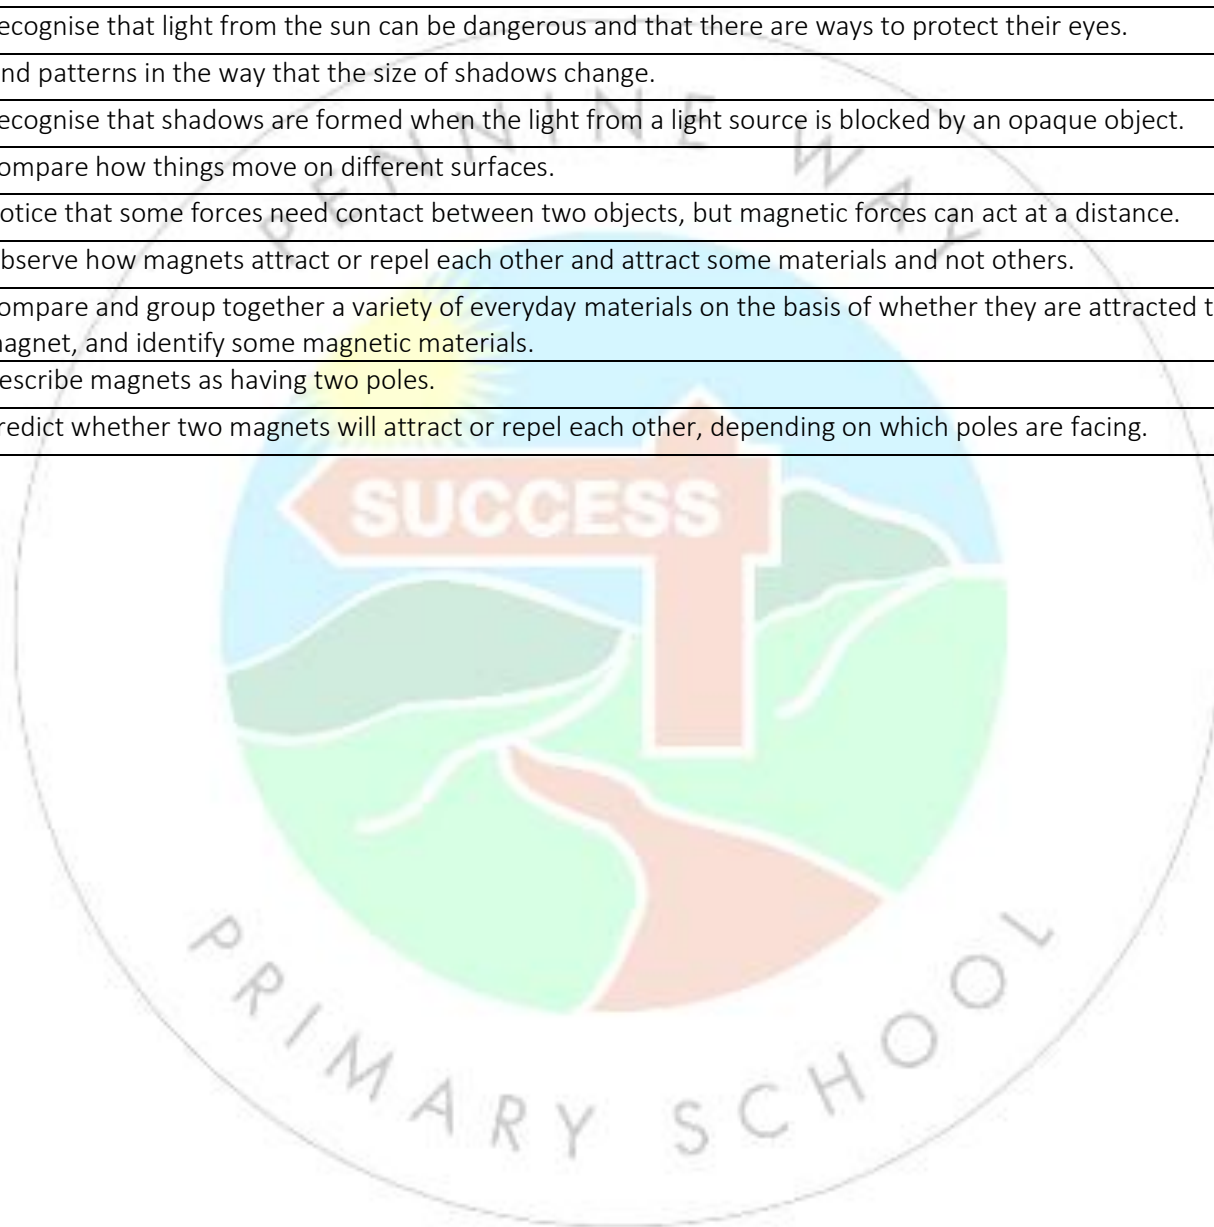 ecognise that light from the sun can be dangerous and that there are ways to protect their eyes.
nd patterns in the way that the size of shadows change.
ecognise that shadows are formed when the light from a light source is blocked by an opaque object.
ompare how things move on different surfaces.
otice that some forces need contact between two objects, but magnetic forces can act at a distance.
bserve how magnets attract or repel each other and attract some materials and not others.
ompare and group together a variety of everyday materials on the basis of whether they are attracted t
agnet, and identify some magnetic materials.
escribe magnets as having two poles.
redict whether two magnets will attract or repel each other, depending on which poles are facing.
PENNINE WAY
SUCCESS
PRIMARY SCHOOL